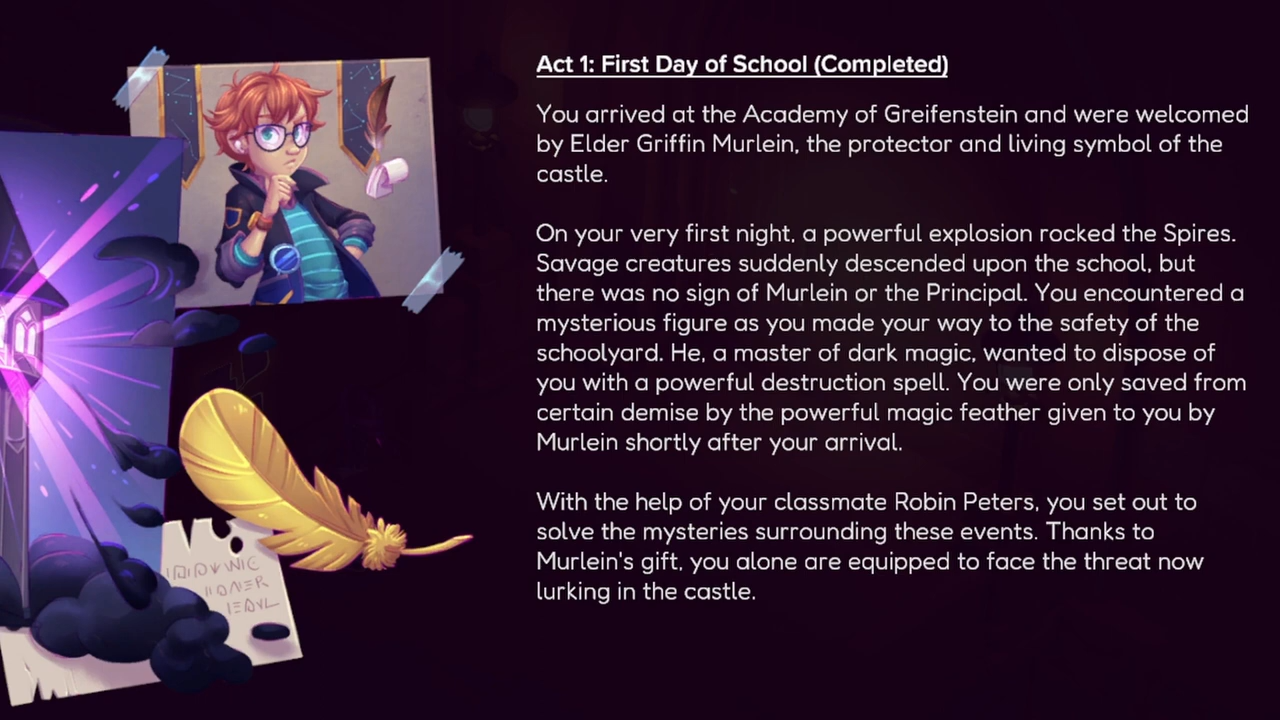 Act 1: First Day of School (Completed)
You arrived at the Academy of Greifenstein and were welcomed
by Elder Griffin Murlein, the protector and living symbol of the
castle.
On your very first night, a powerful explosion rocked the Spires.
Savage creatures suddenly descended upon the school, but
there was no sign of Murlein or the Principal. You encountered a
mysterious figure as you made your way to the safety of the
schoolyard. He, a master of dark magic, wanted to dispose of
you with a powerful destruction spell. You were only saved from
certain demise by the powerful magic feather given to you by
Murlein shortly after your arrival.
With the help of your classmate Robin Peters, you set out to
solve the mysteries surrounding these events. Thanks to
Murlein's gift, you alone are equipped to face the threat now
lurking in the castle.